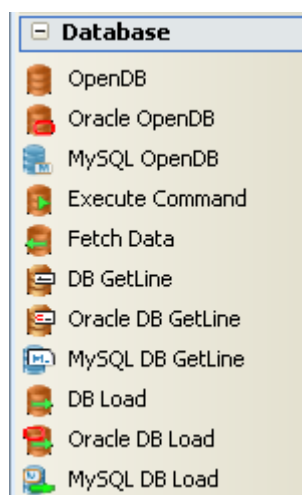 Database
OpenDB
Oracle OpenDB
MySQL OpenDB
Execute Command
Fetch Data
DB GetLine
Oracle DB GetLine
MySQL DB GetLine
DB Load
Oracle DB Load
MySQL DB Load